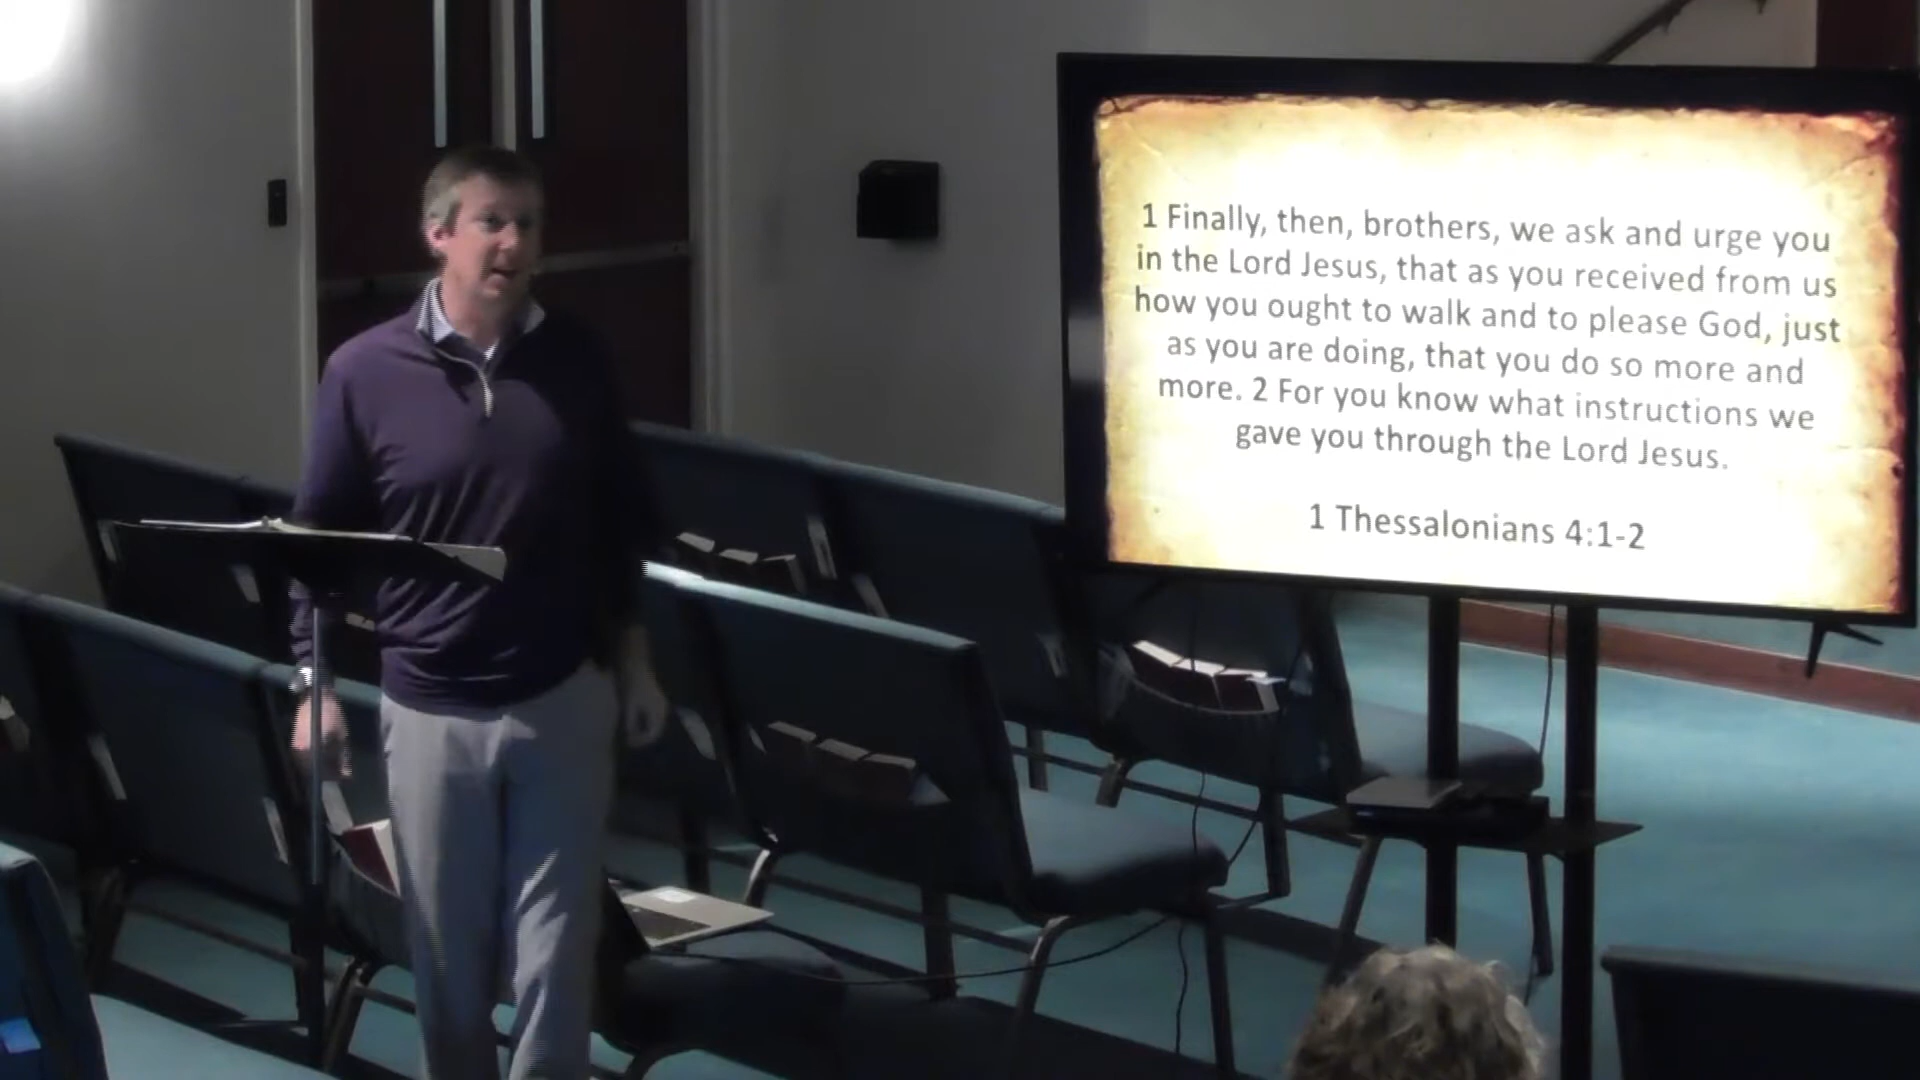 1 Finally, then, brothers, we ask and urge you
in the Lord Jesus, that as you received from us
how you ought to walk and to please God, just
as you are doing, that you do so more and
more. 2 For you know what instructions we
gave you through the Lord Jesus.
1 Thessalonians 4:1-2